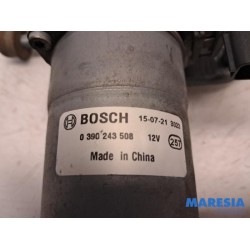 BOSCH 15-07-21
0 390 243 508 12V 257
Made in China
MARESIA